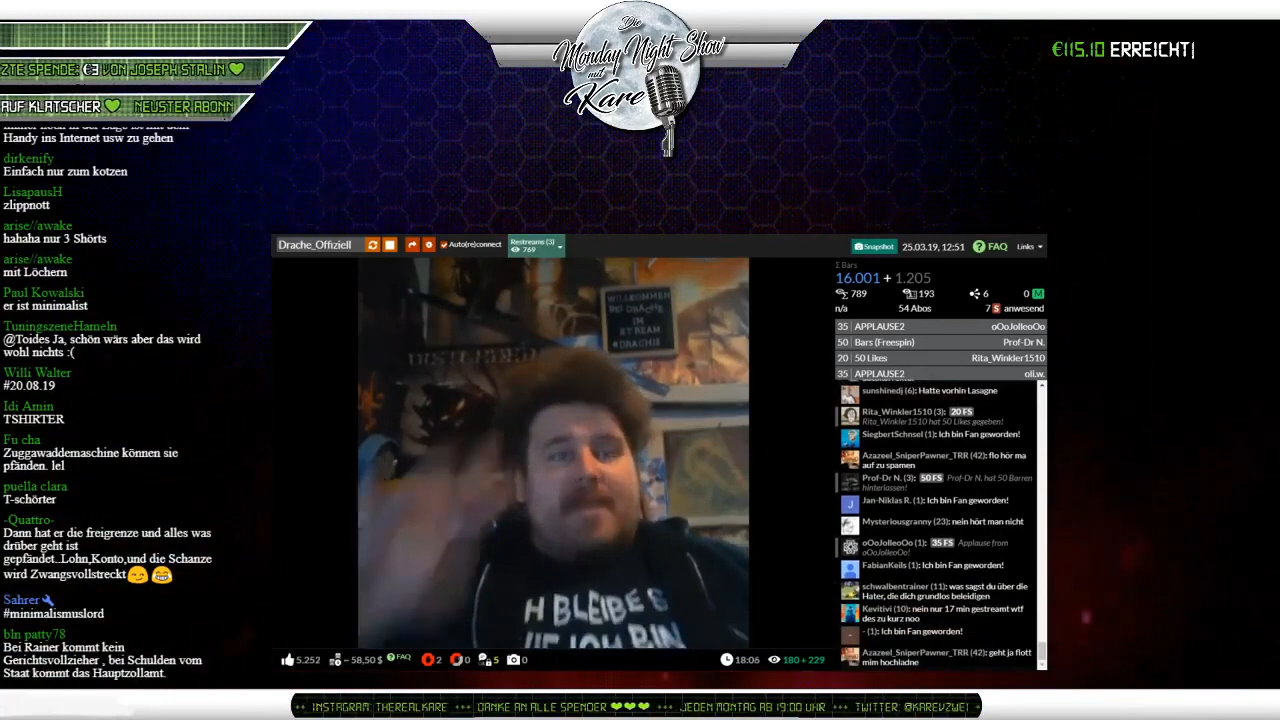 ZTE SPENDE: €3 VON JOSEPH STALIN
AUF KLATSCHER NEUSTER ABONN
Handy ins Internet usw zu gehen
dirkenify
Einfach nur zum kotzen
LisapausH
zlippnott
arise//awake
hahaha nur 3 Shörts
arise//awake
mit Löchern
Paul Kowalski
er ist minimalist
TuningszeneHameln
@Toides Ja, schön wärs aber das wird
wohl nichts :(
Willi Walter
#20.08.19
Idi Amin
TSHIRTER
Fu cha
Zuggawaddemaschine können sie
pfänden. lel
puella clara
T-schörter
-Quattro-
Dann hat er die freigrenze und alles was
drüber geht ist
gepfändet..Lohn,Konto,und die Schanze
wird Zwangsvollstreckt
Sahrer
#minimalismuslord
bln patty78
Bei Rainer kommt kein
Gerichtsvollzieher , bei Schulden vom
Staat kommt das Hauptzollamt.
Die
Monday Night Show
mit
Kare
€115.10 ERREICHT!
Drache_Offiziell
Auto(re)connect
Restreams (3)
769
Snapshot
25.03.19, 12:51
FAQ
Links
WILLKOMMEN
BEI DRACHE
IM
STREAM
#DRACHE
H BLEIBE S
IE ICH BIN
Σ Bars
16.001 + 1.205
789 193 6 0 M
n/a 54 Abos 7 S anwesend
35 APPLAUSE2 oOoJolleoOo
50 Bars (Freespin) Prof-Dr N.
20 50 Likes Rita_Winkler1510
35 APPLAUSE2 oli.w.
sunshinedj (6): Hatte vorhin Lasagne
Rita_Winkler1510 (3): 20 FS
Rita_Winkler1510 hat 50 Likes gegeben!
SiegbertSchnsel (1): Ich bin Fan geworden!
Azazeel_SniperPawner_TRR (42): flo hör ma
auf zu spamen
Prof-Dr N. (3): 50 FS Prof-Dr N. hat 50 Barren
hinterlassen!
Jan-Niklas R. (1): Ich bin Fan geworden!
Mysteriousgranny (23): nein hört man nicht
oOoJolleoOo (1): 35 FS Applause from
oOoJolleoOo!
FabianKeils (1): Ich bin Fan geworden!
schwalbentrainer (11): was sagst du über die
Hater, die dich grundlos beleidigen
Kevitivi (10): nein nur 17 min gestreamt wtf
des zu kurz noo
- (1): Ich bin Fan geworden!
Azazeel_SniperPawner_TRR (42): geht ja flott
mim hochladne
5.252 ~ 58,50 $ FAQ 2 0 5 0 18:06 180 + 229
INSTAGRAM: THEREALKARE +++ DANKE AN ALLE SPENDER +++ JEDEN MONTAG AB 19:00 UHR +++ TWITTER: @KAREVZWEI